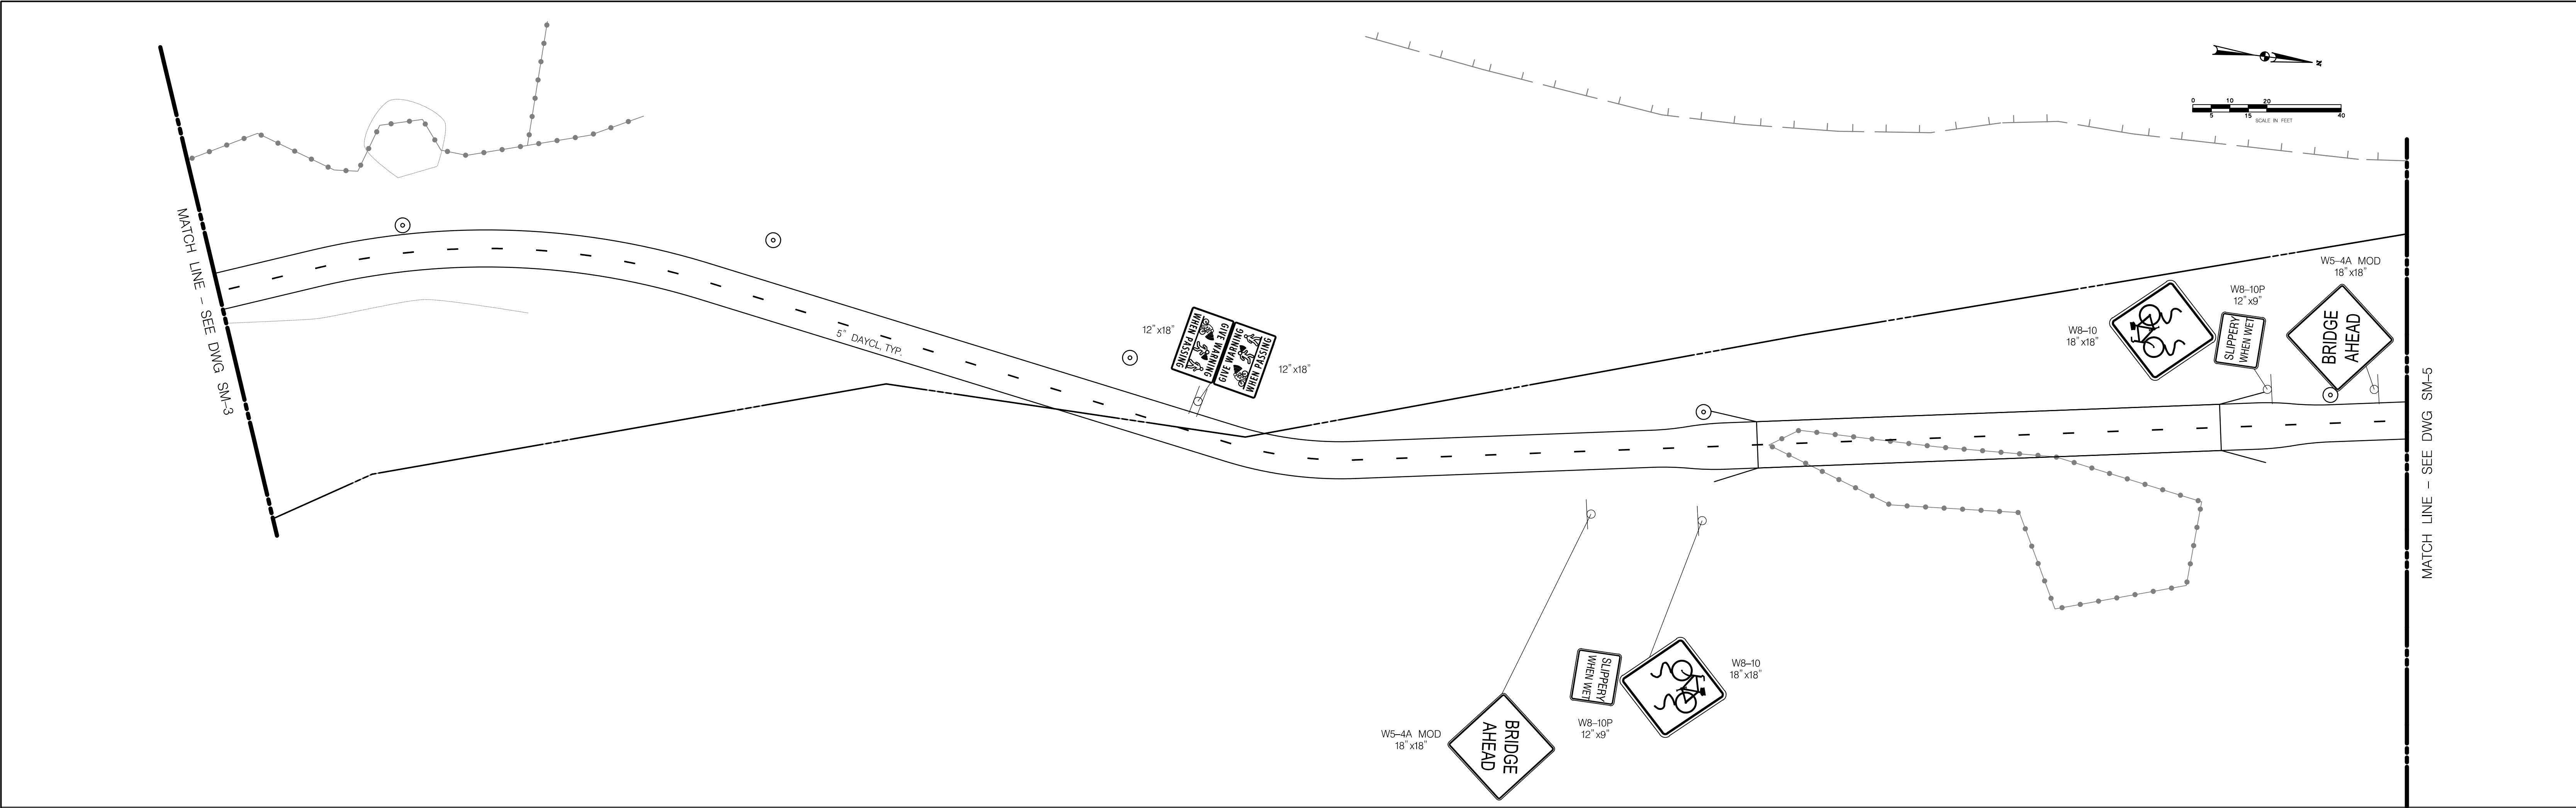 N
0 10 20
5 15 40
SCALE IN FEET
MATCH LINE - SEE DWG SM-3
5" DAYCL, TYP.
12"x18"
GIVE WARNING
WHEN PASSING
GIVE WARNING
WHEN PASSING
12"x18"
W5-4A MOD
18"x18"
W8-10P
12"x9"
W8-10
18"x18"
SLIPPERY
WHEN WET
BRIDGE
AHEAD
MATCH LINE - SEE DWG SM-5
SLIPPERY
WHEN WET
W8-10
18"x18"
W8-10P
12"x9"
W5-4A MOD
18"x18"
BRIDGE
AHEAD